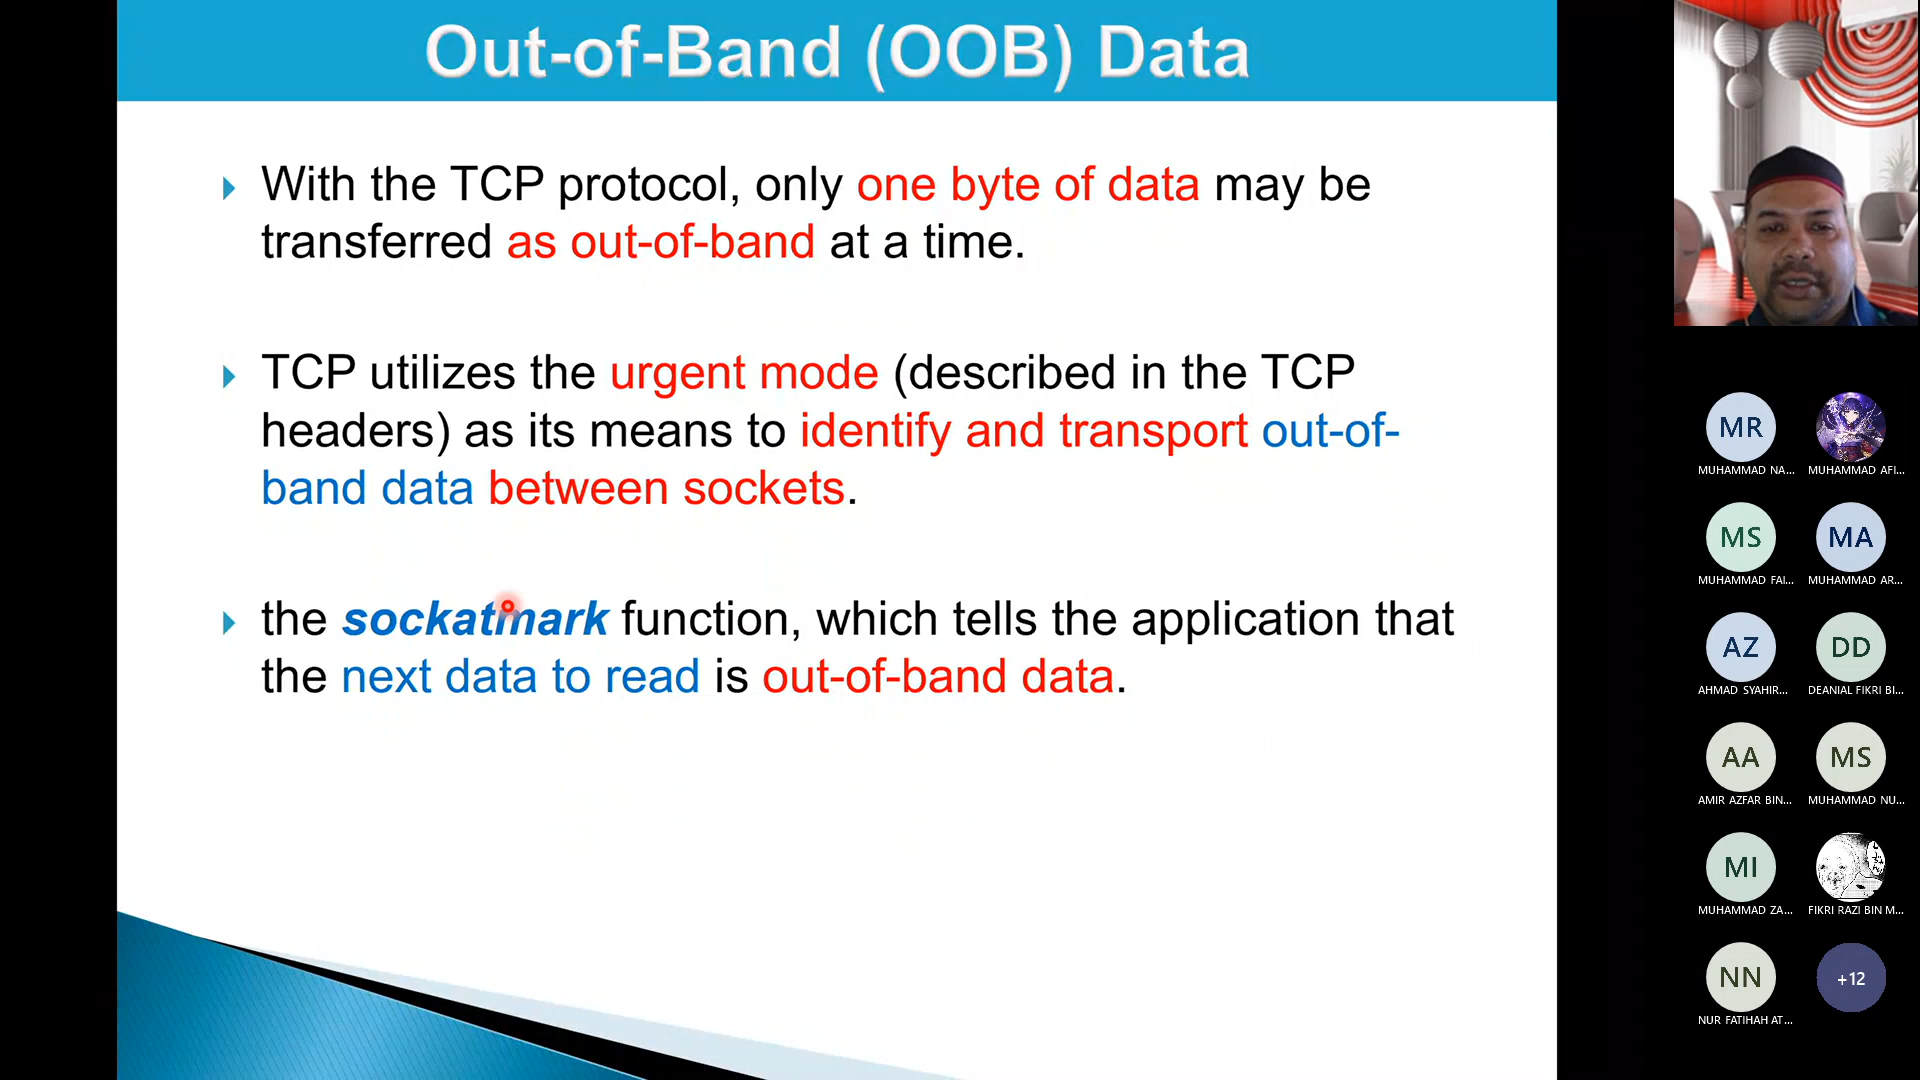 Out-of-Band (OOB) Data
With the TCP protocol, only one byte of data may be
transferred as out-of-band at a time.
TCP utilizes the urgent mode (described in the TCP
headers) as its means to identify and transport out-of-
band data between sockets.
the sockatmark function, which tells the application that
the next data to read is out-of-band data.
MR
MUHAMMAD NA...
MUHAMMAD AFI...
MS
MUHAMMAD FAI...
MA
MUHAMMAD AR...
AZ
AHMAD SYAHIR...
DD
DEANIAL FIKRI BI...
AA
AMIR AZFAR BIN...
MS
MUHAMMAD NU...
MI
MUHAMMAD ZA...
FIKRI RAZI BIN M...
NN
NUR FATIHAH AT...
+12